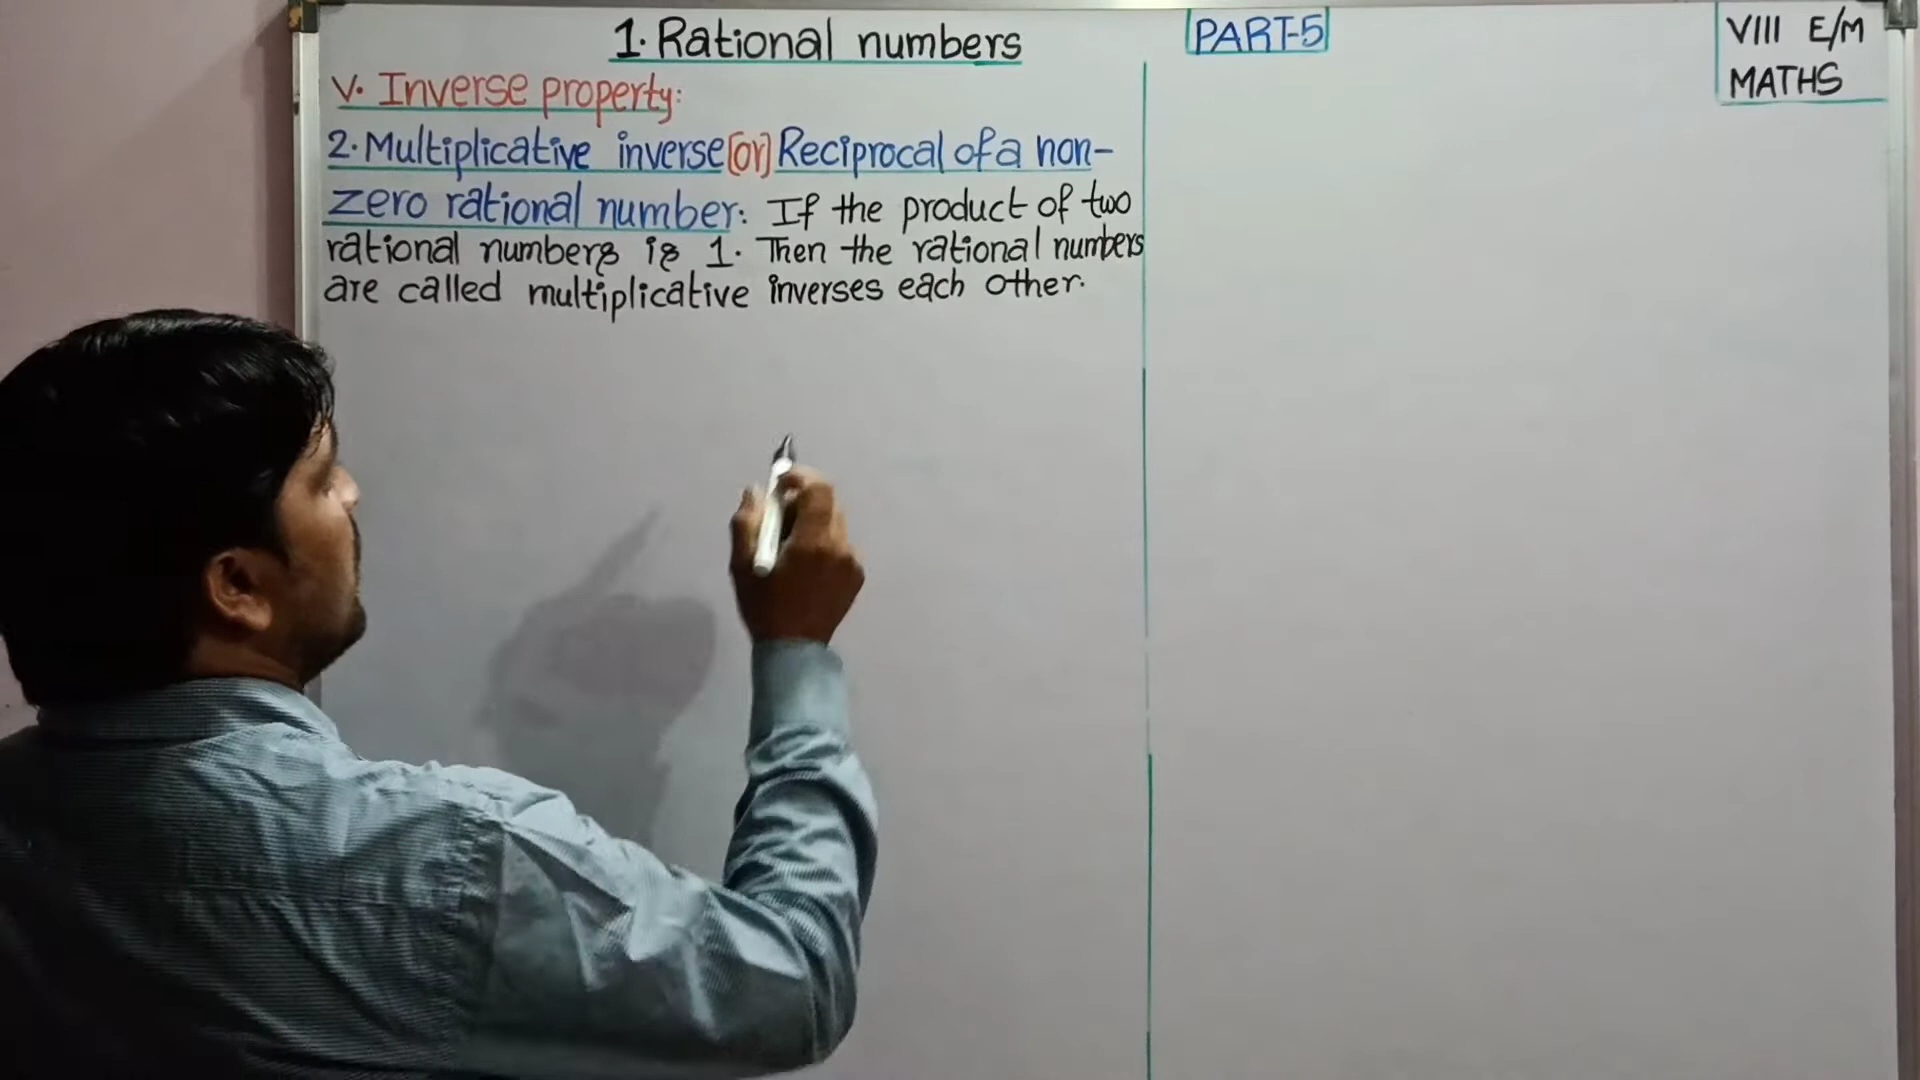 1. Rational numbers
PART-5
VIII E/M
MATHS
V. Inverse property:
2. Multiplicative inverse [or] Reciprocal of a non-
zero rational number: If the product of two
rational numbers is 1. Then the rational numbers
are called multiplicative inverses each other.